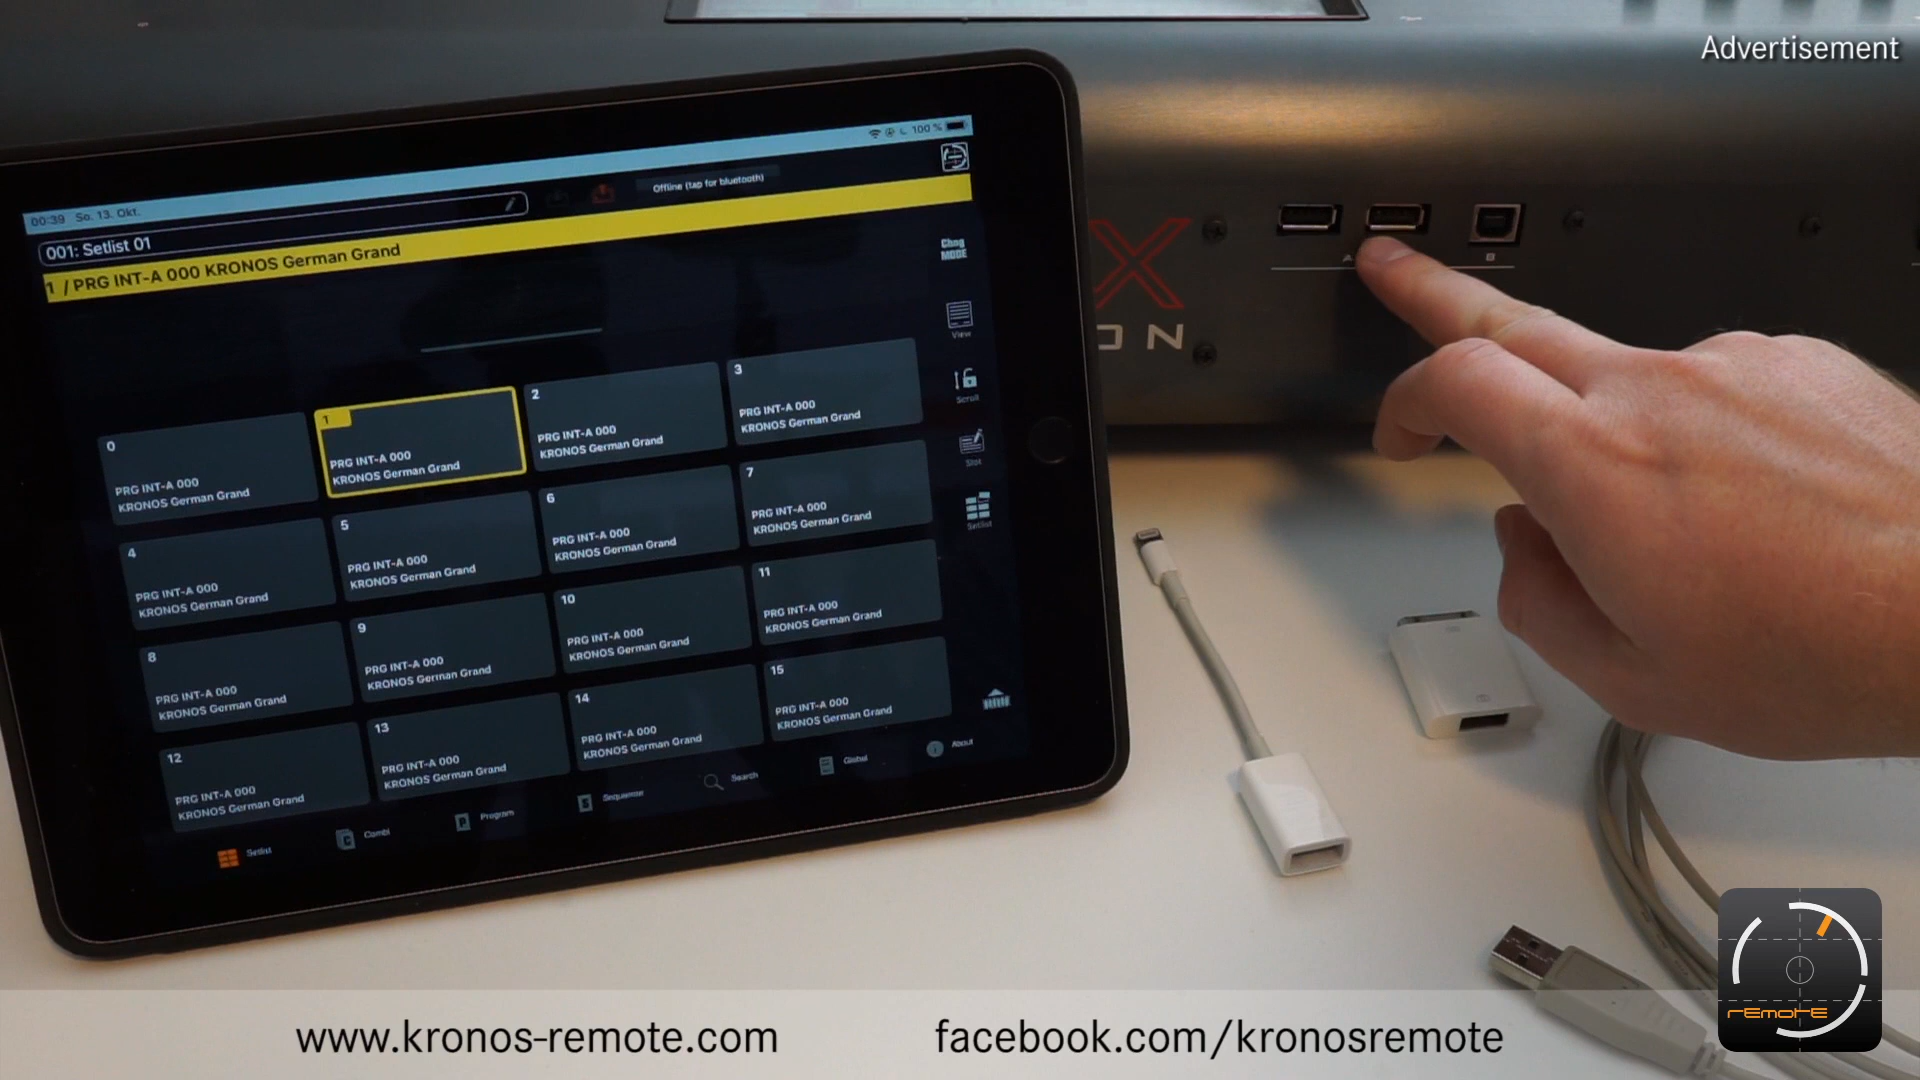 Advertisement
00:39 So. 13. Okt.
100 %
001: Setlist 01
Offline (tap for bluetooth)
1 / PRG INT-A 000 KRONOS German Grand
Chng
MODE
View
Scroll
Slot
Setlist
0
PRG INT-A 000
KRONOS German Grand
1
PRG INT-A 000
KRONOS German Grand
2
PRG INT-A 000
KRONOS German Grand
3
PRG INT-A 000
KRONOS German Grand
4
PRG INT-A 000
KRONOS German Grand
5
PRG INT-A 000
KRONOS German Grand
6
PRG INT-A 000
KRONOS German Grand
7
PRG INT-A 000
KRONOS German Grand
8
PRG INT-A 000
KRONOS German Grand
9
PRG INT-A 000
KRONOS German Grand
10
PRG INT-A 000
KRONOS German Grand
11
PRG INT-A 000
KRONOS German Grand
12
PRG INT-A 000
KRONOS German Grand
13
PRG INT-A 000
KRONOS German Grand
14
PRG INT-A 000
KRONOS German Grand
15
PRG INT-A 000
KRONOS German Grand
Setlist
Combi
Program
Sequencer
Search
Global
About
X
ON
A
B
REMOTE
www.kronos-remote.com
facebook.com/kronosremote